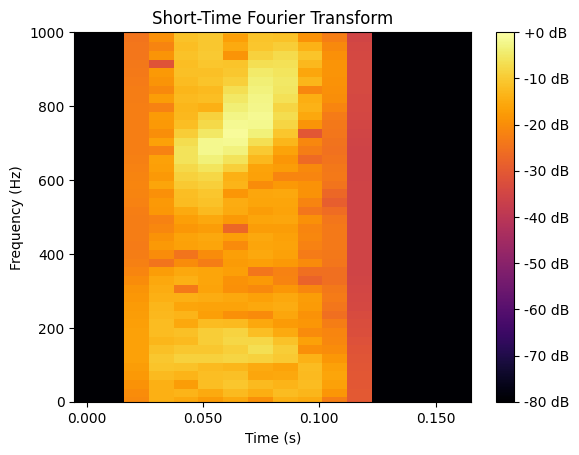 Short-Time Fourier Transform
1000
800
600
400
200
0
Frequency (Hz)
0.000
0.050
0.100
0.150
Time (s)
+0 dB
-10 dB
-20 dB
-30 dB
-40 dB
-50 dB
-60 dB
-70 dB
-80 dB